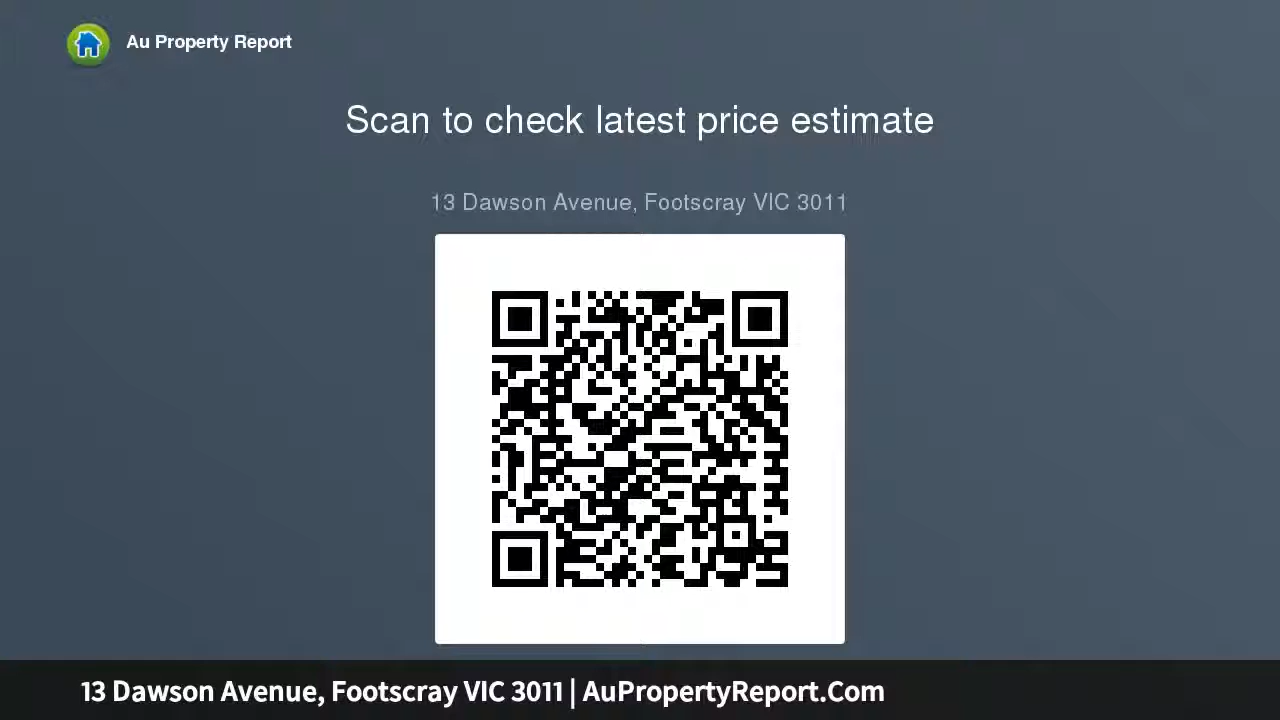 Au Property Report
Scan to check latest price estimate
13 Dawson Avenue, Footscray VIC 3011
13 Dawson Avenue, Footscray VIC 3011 | AuPropertyReport.Com